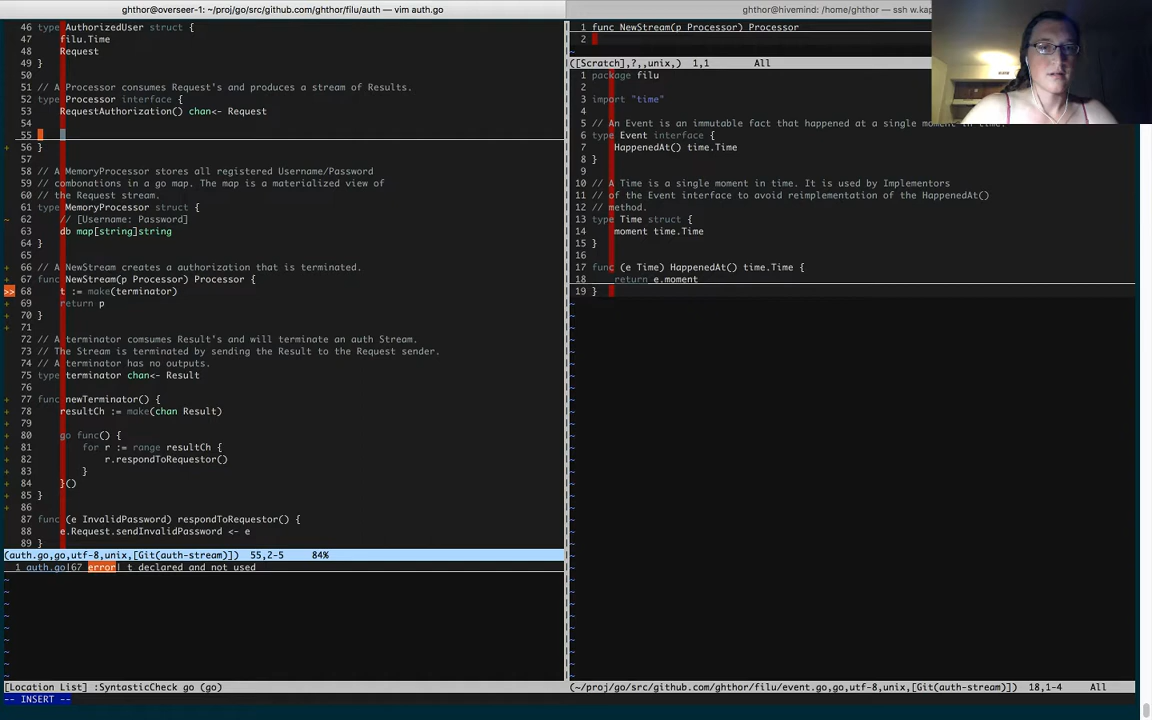 ghthor@overseer-1: ~/proj/go/src/github.com/ghthor/filu/auth — vim auth.go
46 type AuthorizedUser struct {
47 filu.Time
48 Request
49 }
50
51 // A Processor consumes Request's and produces a stream of Results.
52 type Processor interface {
53 RequestAuthorization() chan<- Request
54
55
+ 56 }
57
58 // A MemoryProcessor stores all registered Username/Password
59 // combonations in a go map. The map is a materialized view of
60 // the Request stream.
61 type MemoryProcessor struct {
~ 62 // [Username: Password]
63 db map[string]string
64 }
65
+ 66 // A NewStream creates a authorization that is terminated.
+ 67 func NewStream(p Processor) Processor {
>> 68 t := make(terminator)
+ 69 return p
+ 70 }
+ 71
72 // A terminator comsumes Result's and will terminate an auth Stream.
73 // The Stream is terminated by sending the Result to the Request sender.
74 // A terminator has no outputs.
75 type terminator chan<- Result
76
+ 77 func newTerminator() {
+ 78 resultCh := make(chan Result)
+ 79
+ 80 go func() {
+ 81 for r := range resultCh {
+ 82 r.respondToRequestor()
+ 83 }
+ 84 }()
+ 85 }
+ 86
87 func (e InvalidPassword) respondToRequestor() {
88 e.Request.sendInvalidPassword <- e
89 }
(auth.go,go,utf-8,unix,[Git(auth-stream)]) 55,2-5 84%
1 auth.go|67 error| t declared and not used
~
~
~
~
~
~
~
~
~
[Location List] :SyntasticCheck go (go)
-- INSERT --
ghthor@hivemind: /home/ghthor — ssh w.kap
1 func NewStream(p Processor) Processor
2
~
([Scratch],?,,unix,) 1,1 All
1 package filu
2
3 import "time"
4
5 // An Event is an immutable fact that happened at a single moment in time.
6 type Event interface {
7 HappenedAt() time.Time
8 }
9
10 // A Time is a single moment in time. It is used by Implementors
11 // of the Event interface to avoid reimplementation of the HappenedAt()
12 // method.
13 type Time struct {
14 moment time.Time
15 }
16
17 func (e Time) HappenedAt() time.Time {
18 return e.moment
19 }
(~/proj/go/src/github.com/ghthor/filu/event.go,go,utf-8,unix,[Git(auth-stream)]) 18,1-4 All